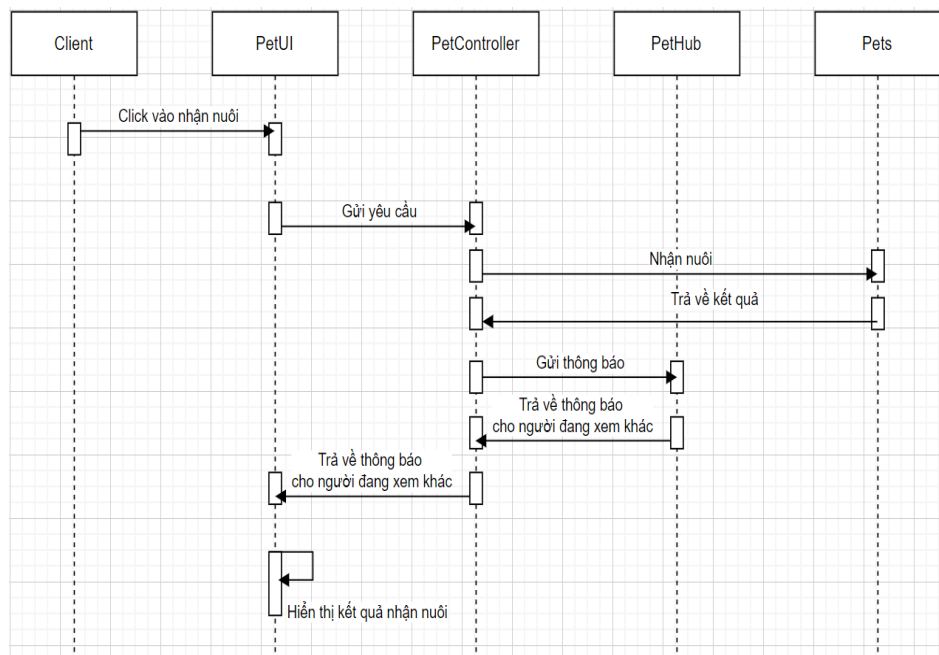 Client
PetUI
PetController
PetHub
Pets
Click vào nhận nuôi
Gửi yêu cầu
Nhận nuôi
Trả về kết quả
Gửi thông báo
Trả về thông báo
cho người đang xem khác
Trả về thông báo
cho người đang xem khác
Hiển thị kết quả nhận nuôi